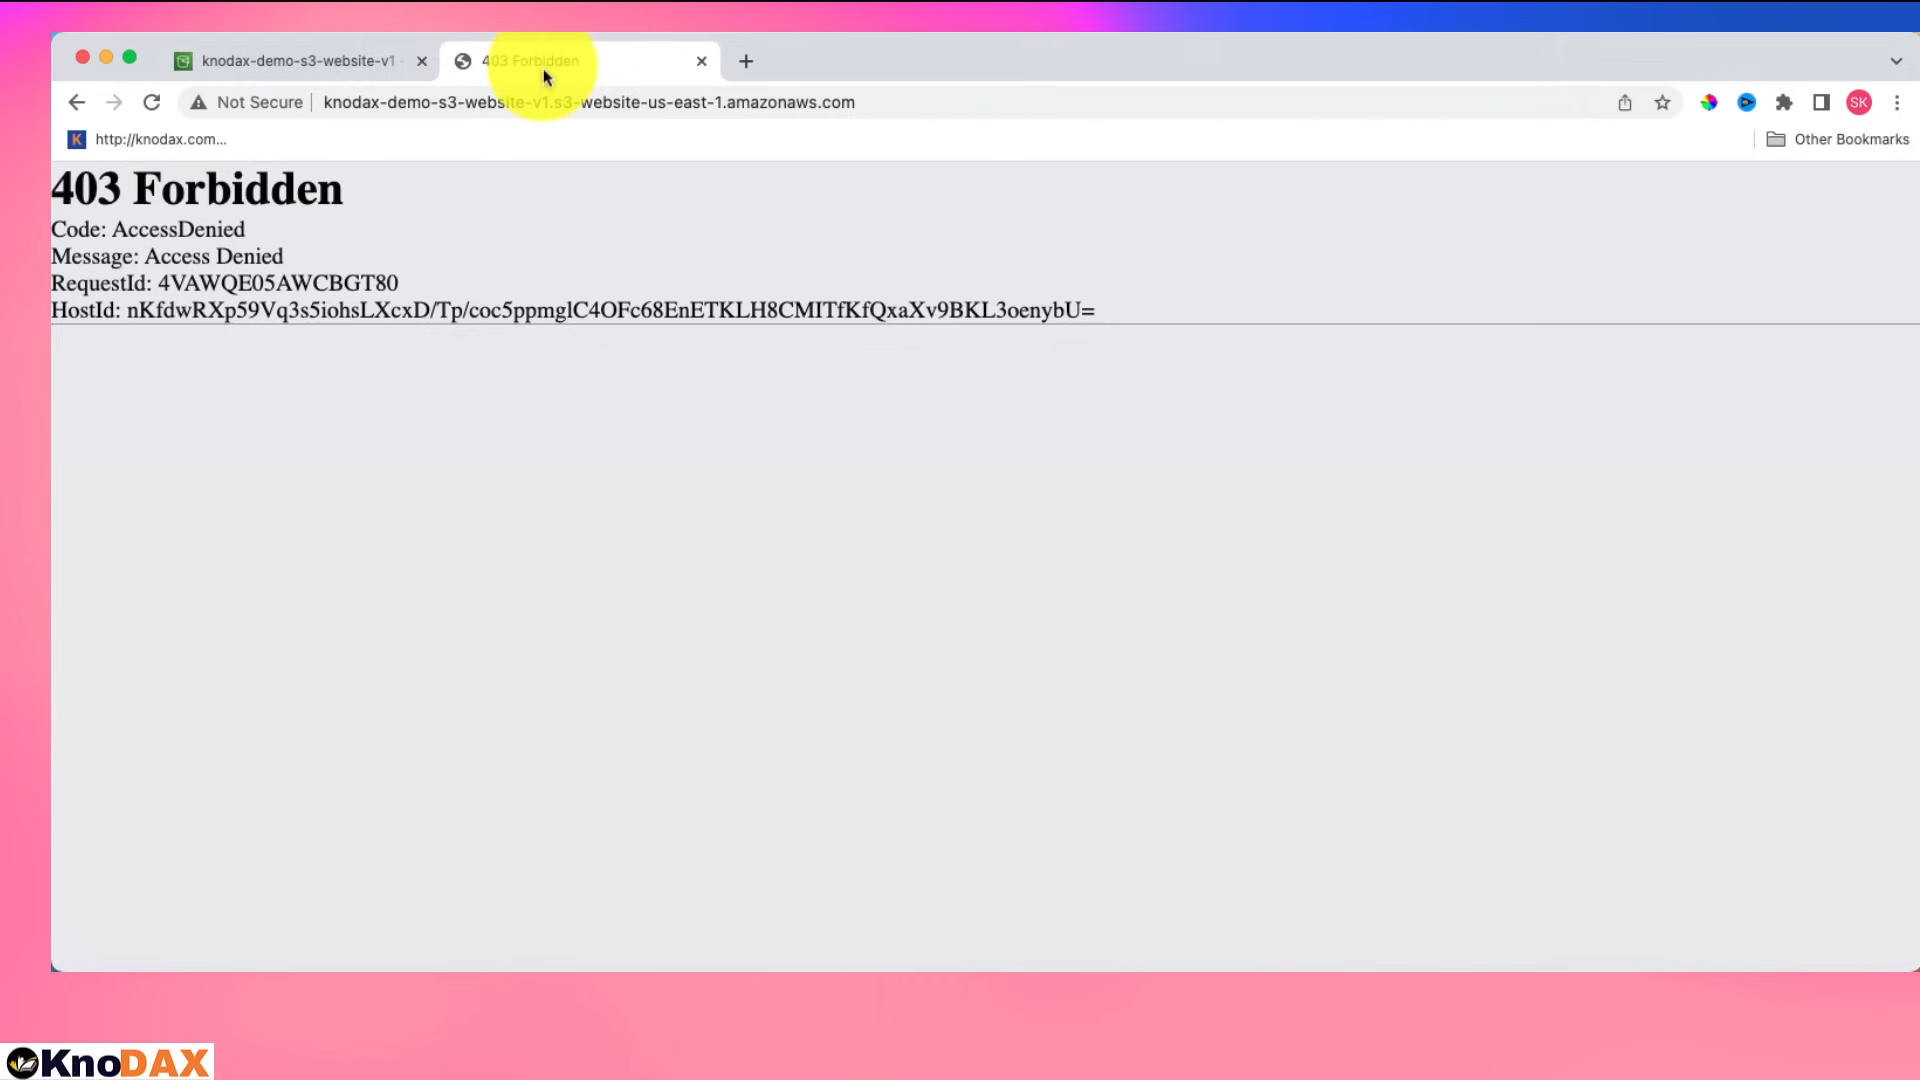 knodax-demo-s3-website-v1
403 Forbidden
Not Secure
knodax-demo-s3-website-v1.s3-website-us-east-1.amazonaws.com
SK
K
http://knodax.com...
Other Bookmarks
403 Forbidden
Code: AccessDenied
Message: Access Denied
RequestId: 4VAWQE05AWCBGT80
HostId: nKfdwRXp59Vq3s5iohsLXcxD/Tp/coc5ppmglC4OFc68EnETKLH8CMITfKfQxaXv9BKL3oenybU=
KnoDAX